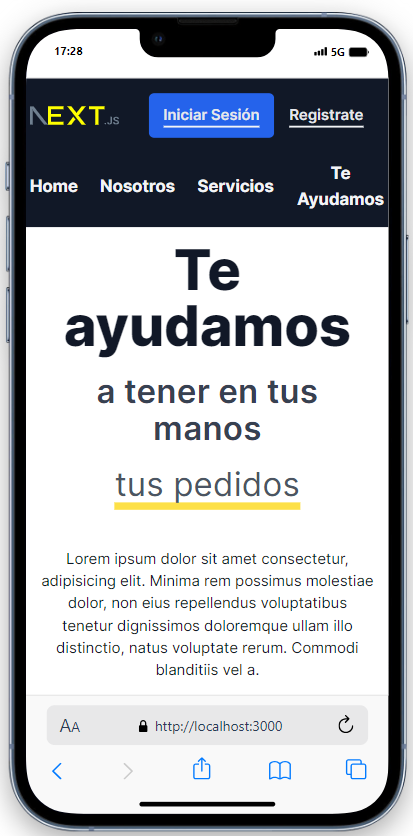 17:28
5G
NEXT.JS
Iniciar Sesión
Registrate
Home
Nosotros
Servicios
Te
Ayudamos
Te
ayudamos
a tener en tus
manos
tus pedidos
Lorem ipsum dolor sit amet consectetur,
adipisicing elit. Minima rem possimus molestiae
dolor, non eius repellendus voluptatibus
tenetur dignissimos doloremque ullam illo
distinctio, natus voluptate rerum. Commodi
blanditiis vel a.
AA
http://localhost:3000